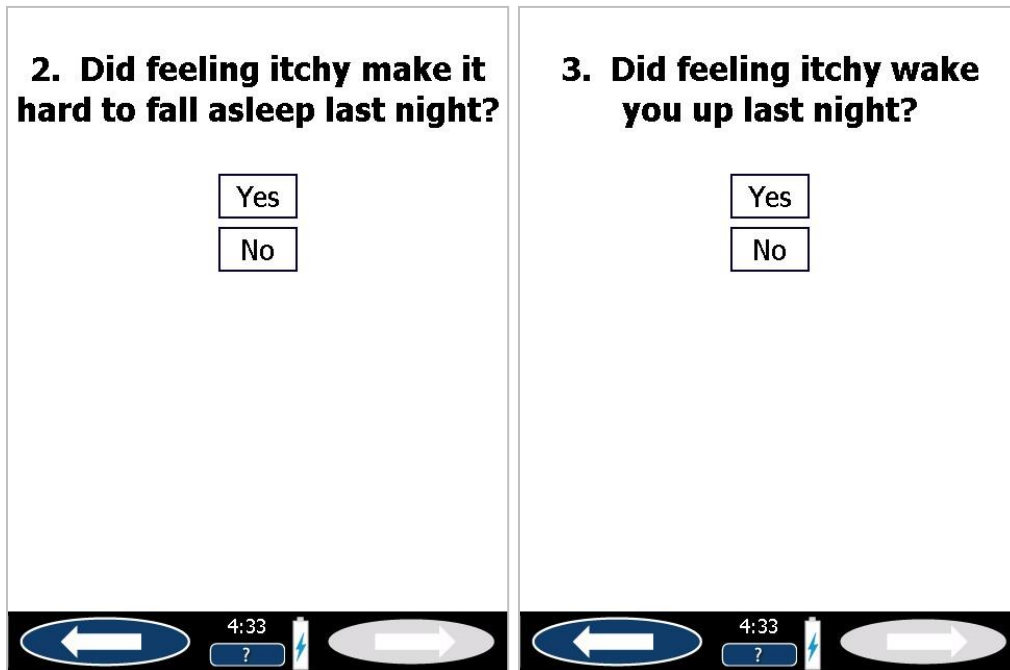 2. Did feeling itchy make it
hard to fall asleep last night?
Yes
No
4:33
?
3. Did feeling itchy wake
you up last night?
Yes
No
4:33
?